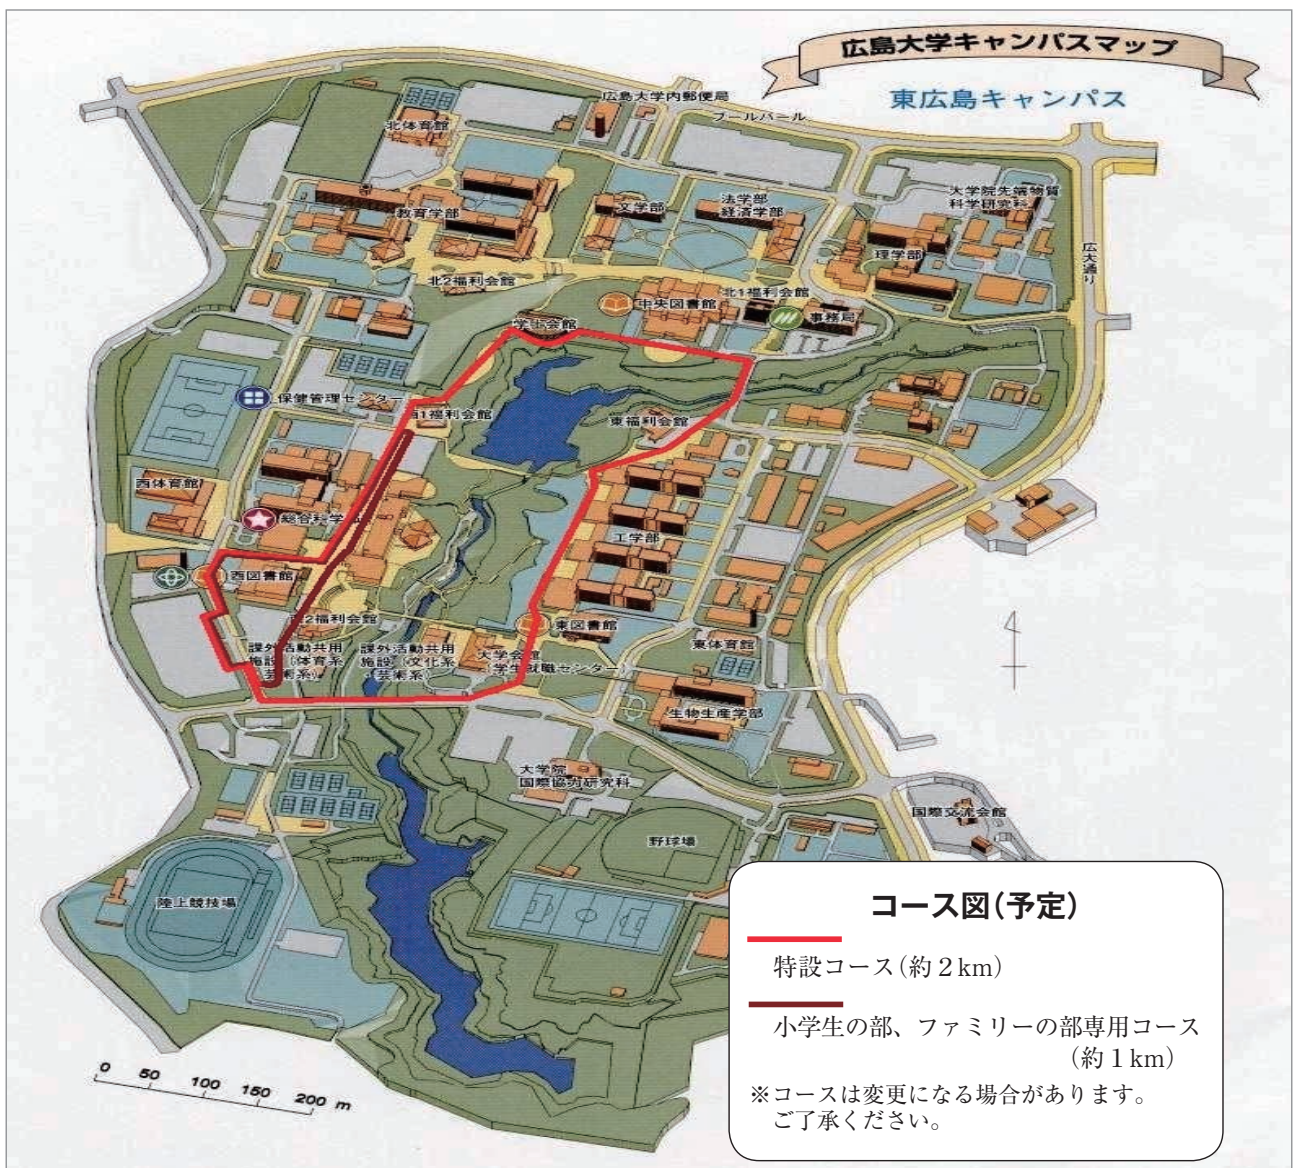 広島大学キャンパスマップ
東広島キャンパス
広島大学内郵便局
ブールバール
北体育館
教育学部
文学部
法学部
経済学部
大学院先端物質
科学研究科
理学部
広大通り
北2福利会館
中央図書館
北1福利会館
事務局
学士会館
保健管理センター
1福利会館
東福利会館
西体育館
総合科学
工学部
西図書館
2福利会館
課外活動共用
施設(体育系
芸術系)
課外活動共用
施設(文化系
芸術系)
大学会館
(学生就職センター)
東図書館
東体育館
生物生産学部
大学院
国際協力研究科
国際交流会館
野球場
陸上競技場
0 50 100 150 200 m
コース図(予定)
特設コース(約2km)
小学生の部、ファミリーの部専用コース
(約1km)
※コースは変更になる場合があります。
ご了承ください。